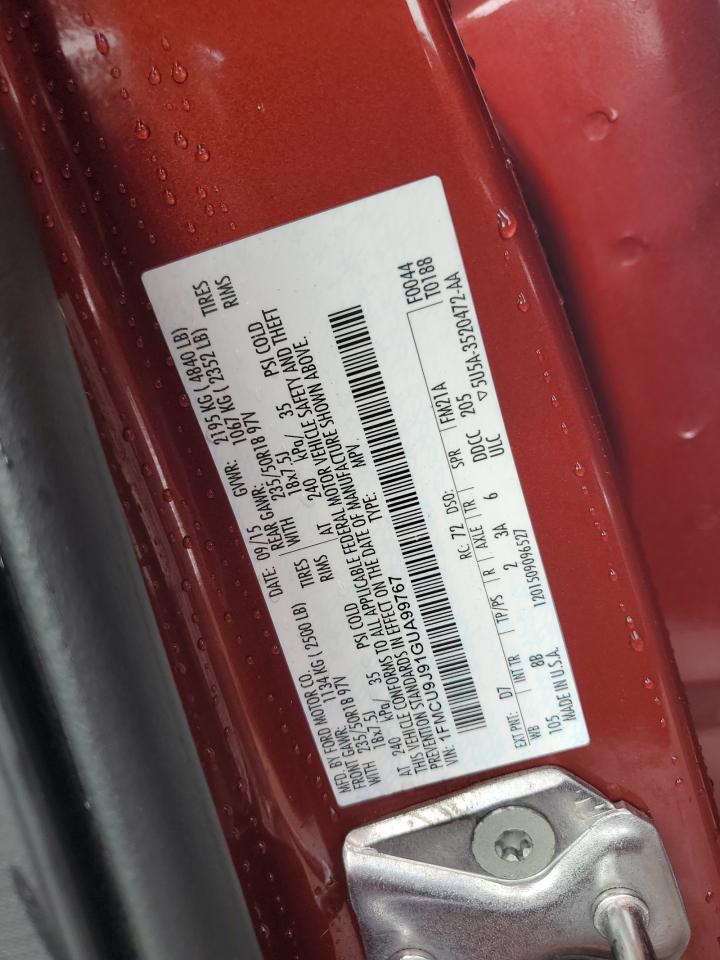 MFD. BY FORD MOTOR CO.
DATE: 09/15 GVWR: 2195 KG ( 4840 LB)
FRONT GAWR: 1134 KG ( 2500 LB) REAR GAWR: 1067 KG ( 2352 LB)
235/50R18 97V TIRES 235/50R18 97V TIRES
WITH 18x7.5J RIMS WITH 18x7.5J RIMS
AT 240 kPa/ 35 PSI COLD AT 240 kPa/ 35 PSI COLD
THIS VEHICLE CONFORMS TO ALL APPLICABLE FEDERAL MOTOR VEHICLE SAFETY AND THEFT
PREVENTION STANDARDS IN EFFECT ON THE DATE OF MANUFACTURE SHOWN ABOVE.
VIN: 1FMCU9J91GUA99767 TYPE: MPV
F0044
T0188
EXT PNT: D7 RC: 72 DSO: FM21A
WB INT TR TP/PS R AXLE TR SPR
105 8B 2 3A 6 DDCC 205
MADE IN U.S.A. 1201509096527 ULC ▽5U5A-3520472-AA